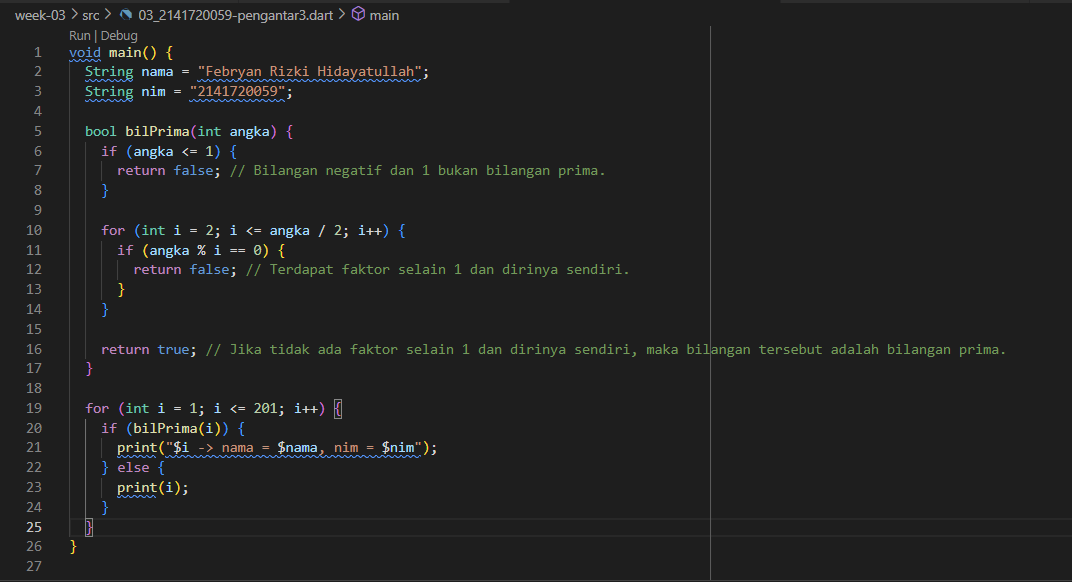 week-03 > src > 03_2141720059-pengantar3.dart > main
Run | Debug
1 void main() {
2 String nama = "Febryan Rizki Hidayatullah";
3 String nim = "2141720059";
4
5 bool bilPrima(int angka) {
6 if (angka <= 1) {
7 return false; // Bilangan negatif dan 1 bukan bilangan prima.
8 }
9
10 for (int i = 2; i <= angka / 2; i++) {
11 if (angka % i == 0) {
12 return false; // Terdapat faktor selain 1 dan dirinya sendiri.
13 }
14 }
15
16 return true; // Jika tidak ada faktor selain 1 dan dirinya sendiri, maka bilangan tersebut adalah bilangan prima.
17 }
18
19 for (int i = 1; i <= 201; i++) {
20 if (bilPrima(i)) {
21 print("$i -> nama = $nama, nim = $nim");
22 } else {
23 print(i);
24 }
25 }
26 }
27